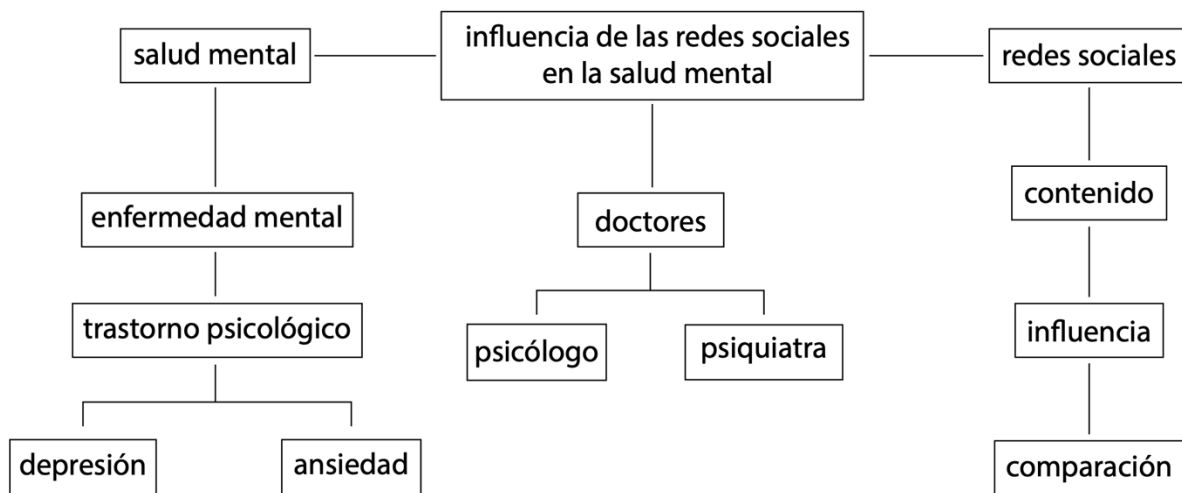 salud mental
influencia de las redes sociales
en la salud mental
redes sociales
enfermedad mental
doctores
contenido
trastorno psicológico
psicólogo
psiquiatra
influencia
depresión
ansiedad
comparación